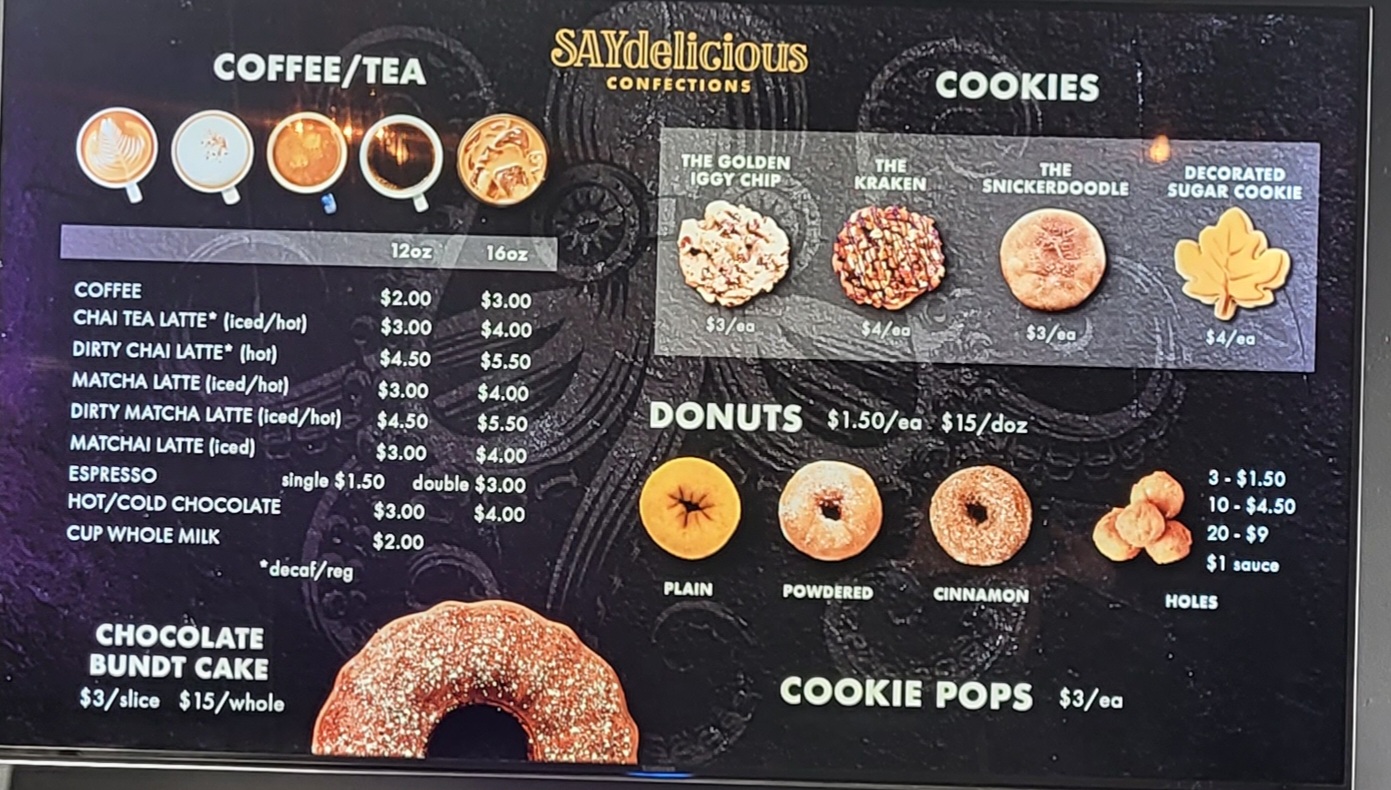 SAYdelicious
CONFECTIONS
COFFEE/TEA
12oz 16oz
COFFEE $2.00 $3.00
CHAI TEA LATTE* (iced/hot) $3.00 $4.00
DIRTY CHAI LATTE* (hot) $4.50 $5.50
MATCHA LATTE (iced/hot) $3.00 $4.00
DIRTY MATCHA LATTE (iced/hot) $4.50 $5.50
MATCHAI LATTE (iced) $3.00 $4.00
ESPRESSO single $1.50 double $3.00
HOT/COLD CHOCOLATE $3.00 $4.00
CUP WHOLE MILK $2.00
*decaf/reg
CHOCOLATE
BUNDT CAKE
$3/slice $15/whole
COOKIES
THE GOLDEN
IGGY CHIP
$3/ea
THE
KRAKEN
$4/ea
THE
SNICKERDOODLE
$3/ea
DECORATED
SUGAR COOKIE
$4/ea
DONUTS $1.50/ea $15/doz
PLAIN
POWDERED
CINNAMON
3 - $1.50
10 - $4.50
20 - $9
$1 sauce
HOLES
COOKIE POPS $3/ea